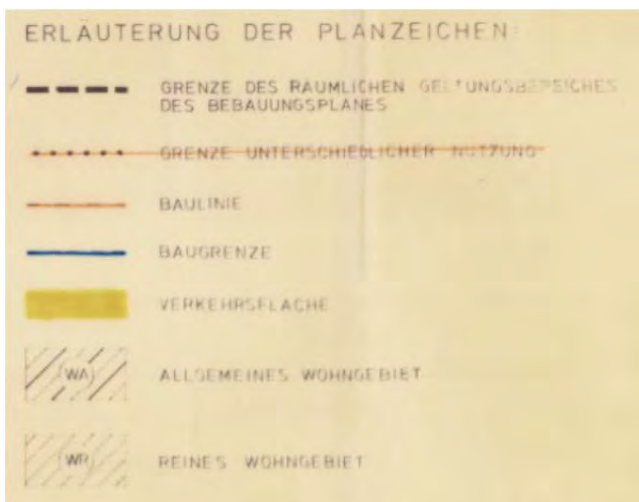 ERLÄUTERUNG DER PLANZEICHEN:
GRENZE DES RÄUMLICHEN GELTUNGSBEREICHES
DES BEBAUUNGSPLANES
GRENZE UNTERSCHIEDLICHER NUTZUNG
BAULINIE
BAUGRENZE
VERKEHRSFLÄCHE
WA ALLGEMEINES WOHNGEBIET
WR REINES WOHNGEBIET